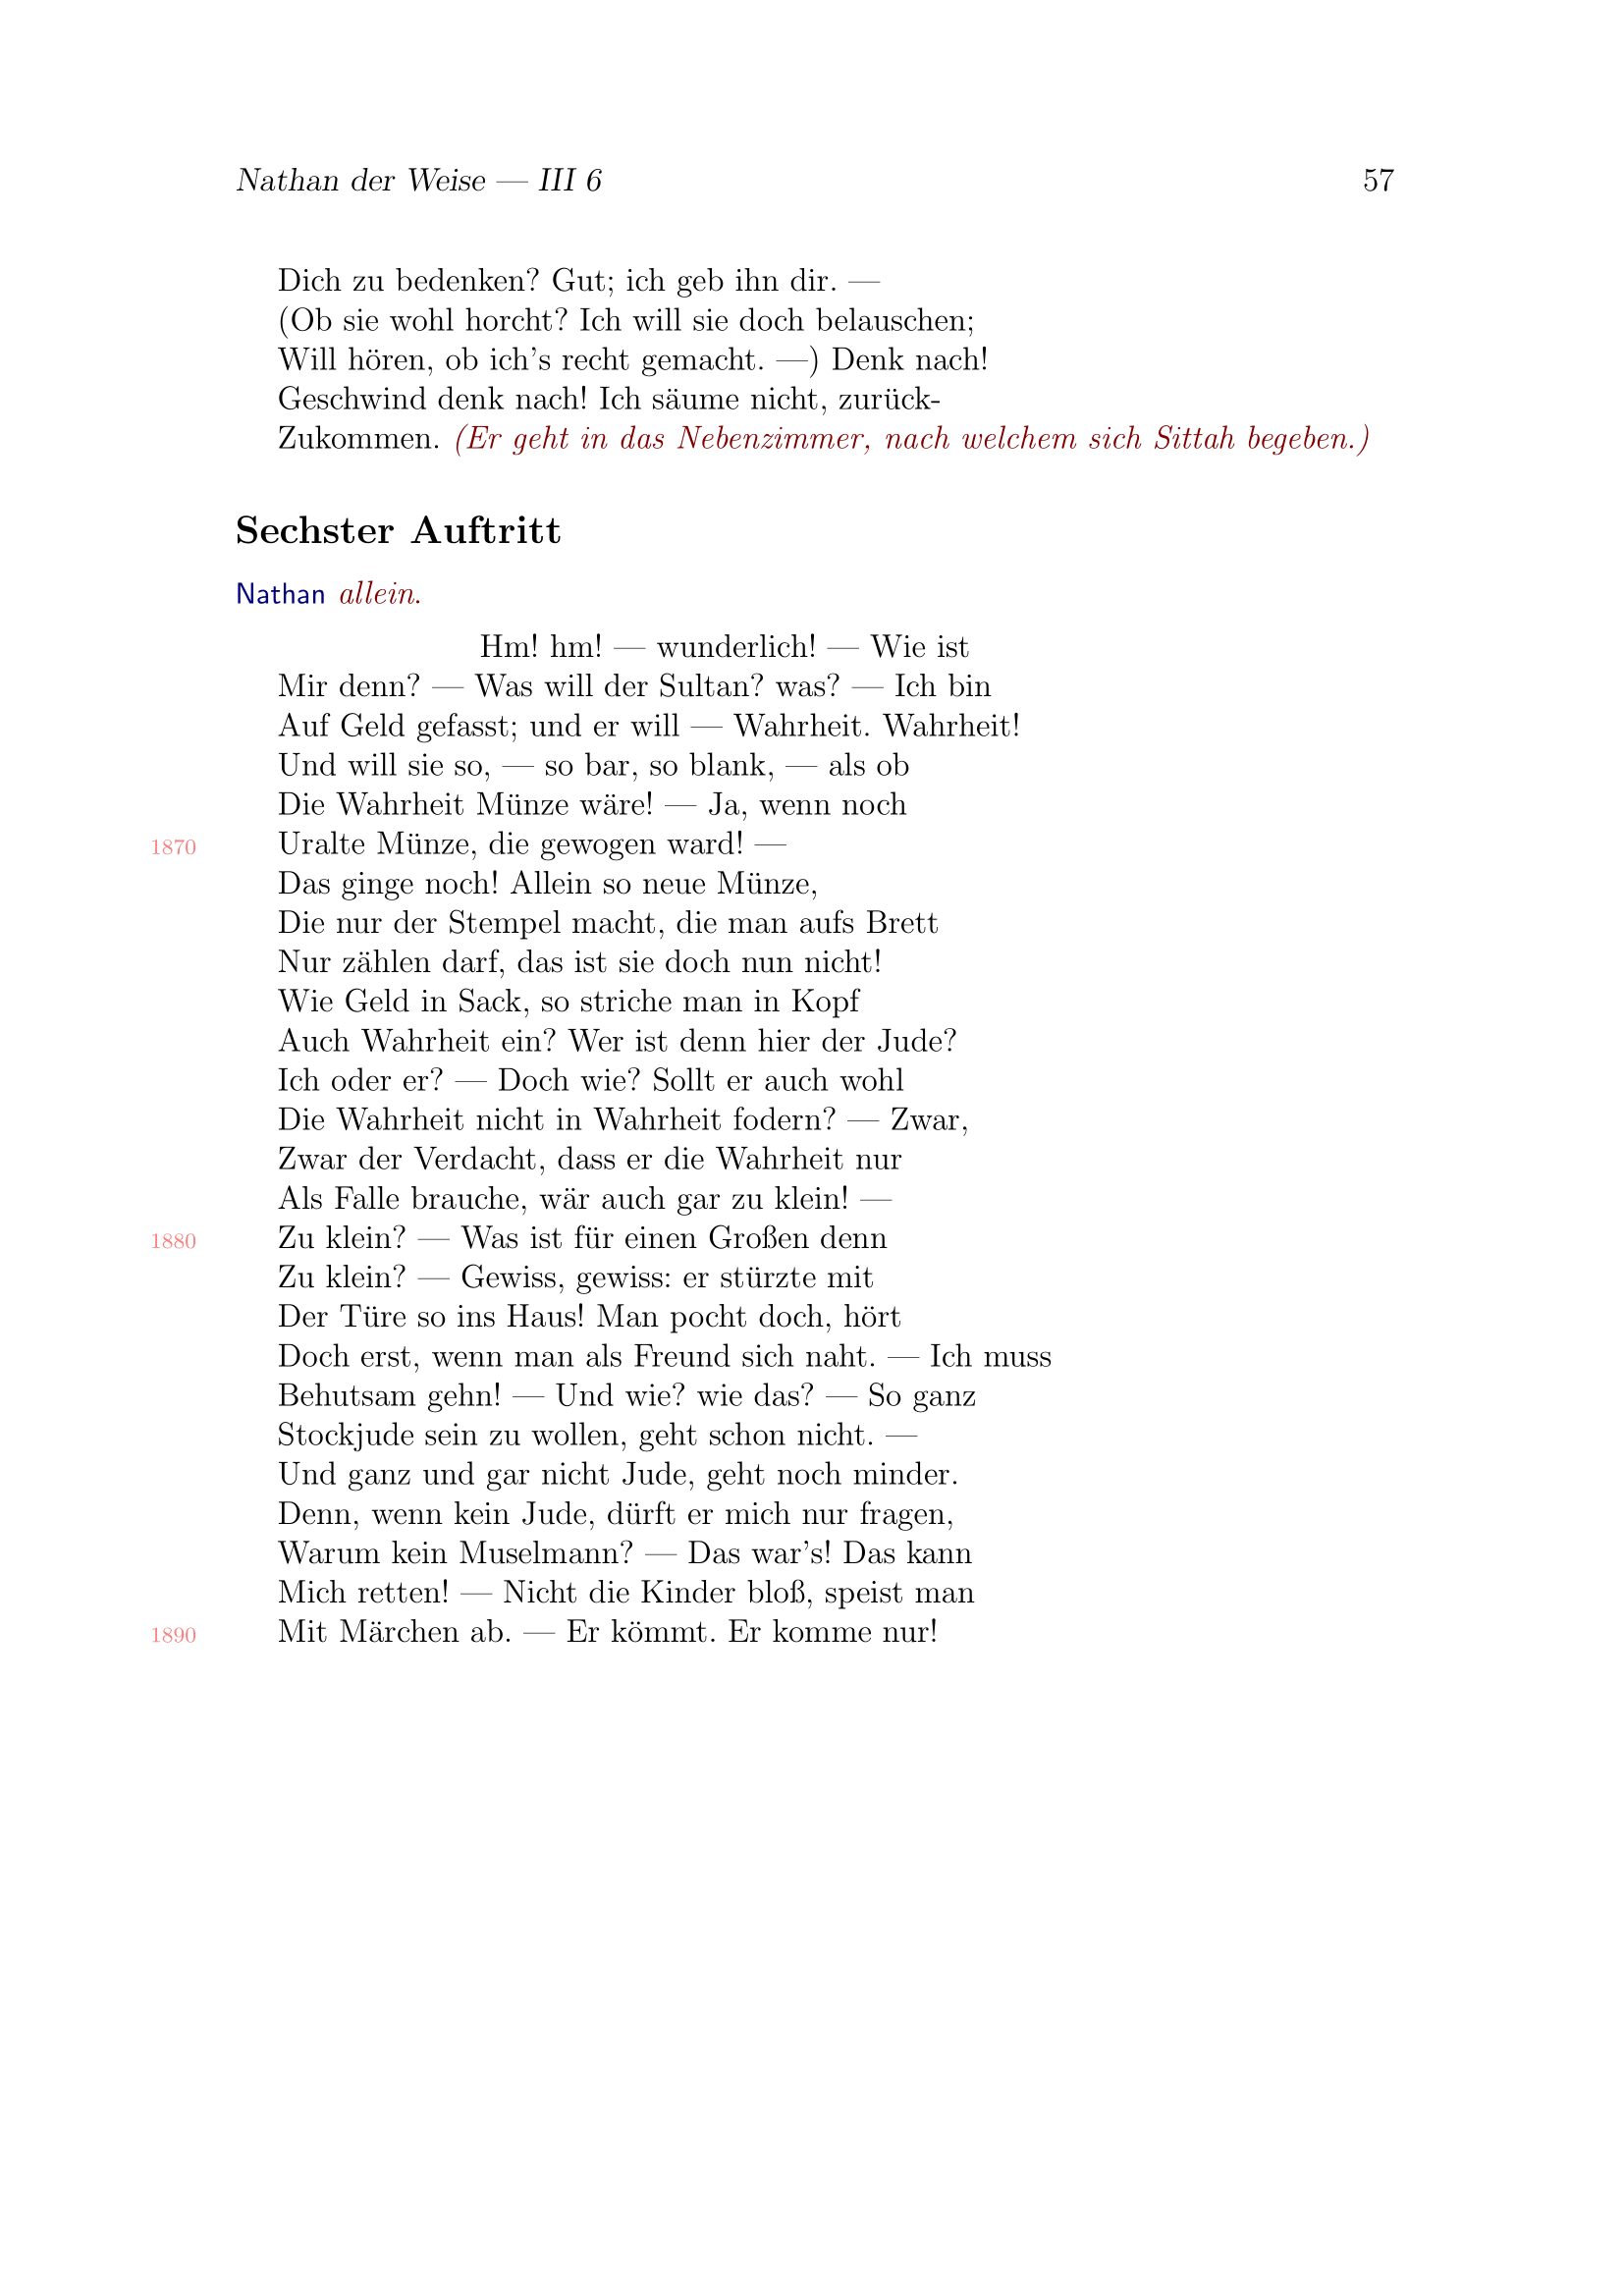 Nathan der Weise — III 6 57
Dich zu bedenken? Gut; ich geb ihn dir. —
(Ob sie wohl horcht? Ich will sie doch belauschen;
Will hören, ob ich's recht gemacht. —) Denk nach!
Geschwind denk nach! Ich säume nicht, zurück-
Zukommen. (Er geht in das Nebenzimmer, nach welchem sich Sittah begeben.)
Sechster Auftritt
Nathan allein.
Hm! hm! — wunderlich! — Wie ist
Mir denn? — Was will der Sultan? was? — Ich bin
Auf Geld gefasst; und er will — Wahrheit. Wahrheit!
Und will sie so, — so bar, so blank, — als ob
Die Wahrheit Münze wäre! — Ja, wenn noch
1870 Uralte Münze, die gewogen ward! —
Das ginge noch! Allein so neue Münze,
Die nur der Stempel macht, die man aufs Brett
Nur zählen darf, das ist sie doch nun nicht!
Wie Geld in Sack, so striche man in Kopf
Auch Wahrheit ein? Wer ist denn hier der Jude?
Ich oder er? — Doch wie? Sollt er auch wohl
Die Wahrheit nicht in Wahrheit fodern? — Zwar,
Zwar der Verdacht, dass er die Wahrheit nur
Als Falle brauche, wär auch gar zu klein! —
1880 Zu klein? — Was ist für einen Großen denn
Zu klein? — Gewiss, gewiss: er stürzte mit
Der Türe so ins Haus! Man pocht doch, hört
Doch erst, wenn man als Freund sich naht. — Ich muss
Behutsam gehn! — Und wie? wie das? — So ganz
Stockjude sein zu wollen, geht schon nicht. —
Und ganz und gar nicht Jude, geht noch minder.
Denn, wenn kein Jude, dürft er mich nur fragen,
Warum kein Muselmann? — Das war's! Das kann
Mich retten! — Nicht die Kinder bloß, speist man
1890 Mit Märchen ab. — Er kömmt. Er komme nur!